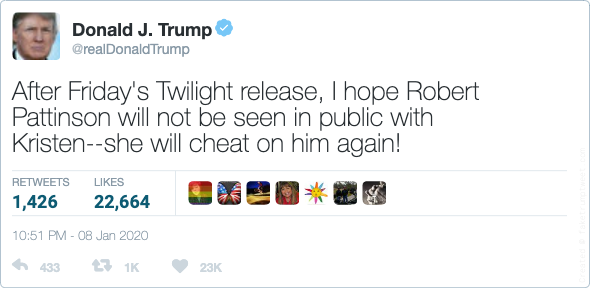 Donald J. Trump
@realDonaldTrump
After Friday's Twilight release, I hope Robert
Pattinson will not be seen in public with
Kristen--she will cheat on him again!
RETWEETS LIKES
1,426 22,664
10:51 PM - 08 Jan 2020
433 1K 23K